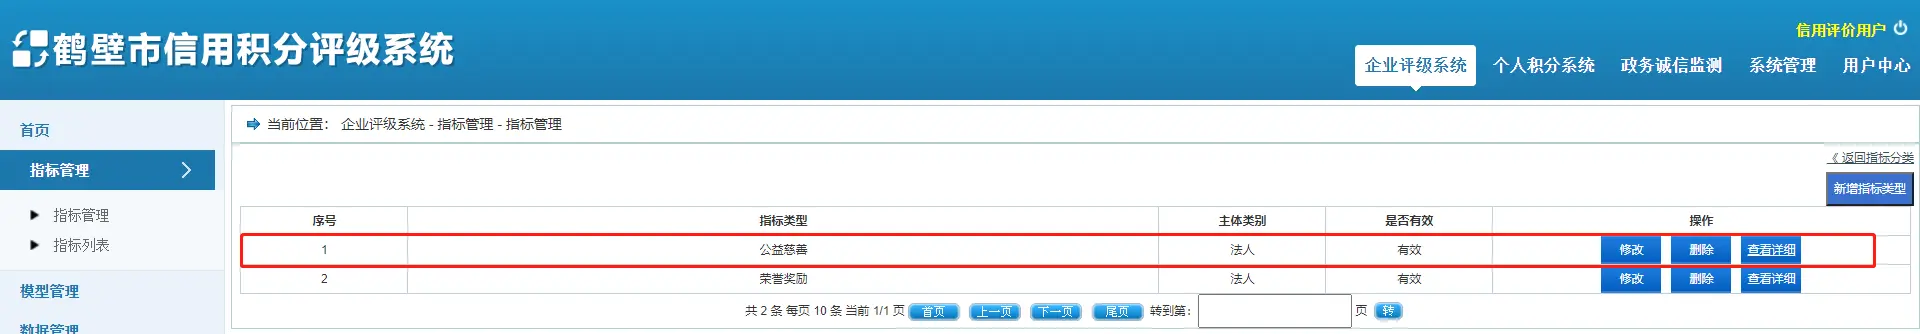 鹤壁市信用积分评级系统
信用评价用户
企业评级系统 个人积分系统 政务诚信监测 系统管理 用户中心
首页
指标管理
指标管理
指标列表
模型管理
数据管理
当前位置： 企业评级系统 - 指标管理 - 指标管理
《 返回指标分类
新增指标类型
序号 指标类型 主体类别 是否有效 操作
1 公益慈善 法人 有效 修改 删除 查看详细
2 荣誉奖励 法人 有效 修改 删除 查看详细
共 2 条 每页 10 条 当前 1/1 页 首页 上一页 下一页 尾页 转到第： 页 转